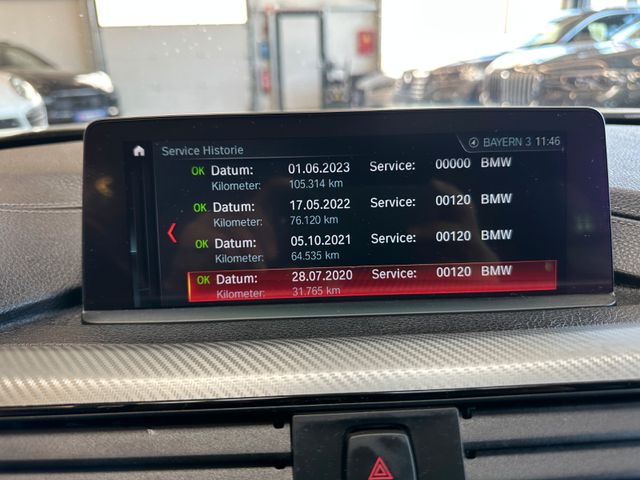 Service Historie BAYERN 3 11:46
OK Datum: 01.06.2023 Service: 00000 BMW
Kilometer: 105.314 km
OK Datum: 17.05.2022 Service: 00120 BMW
Kilometer: 76.120 km
OK Datum: 05.10.2021 Service: 00120 BMW
Kilometer: 64.535 km
OK Datum: 28.07.2020 Service: 00120 BMW
Kilometer: 31.765 km